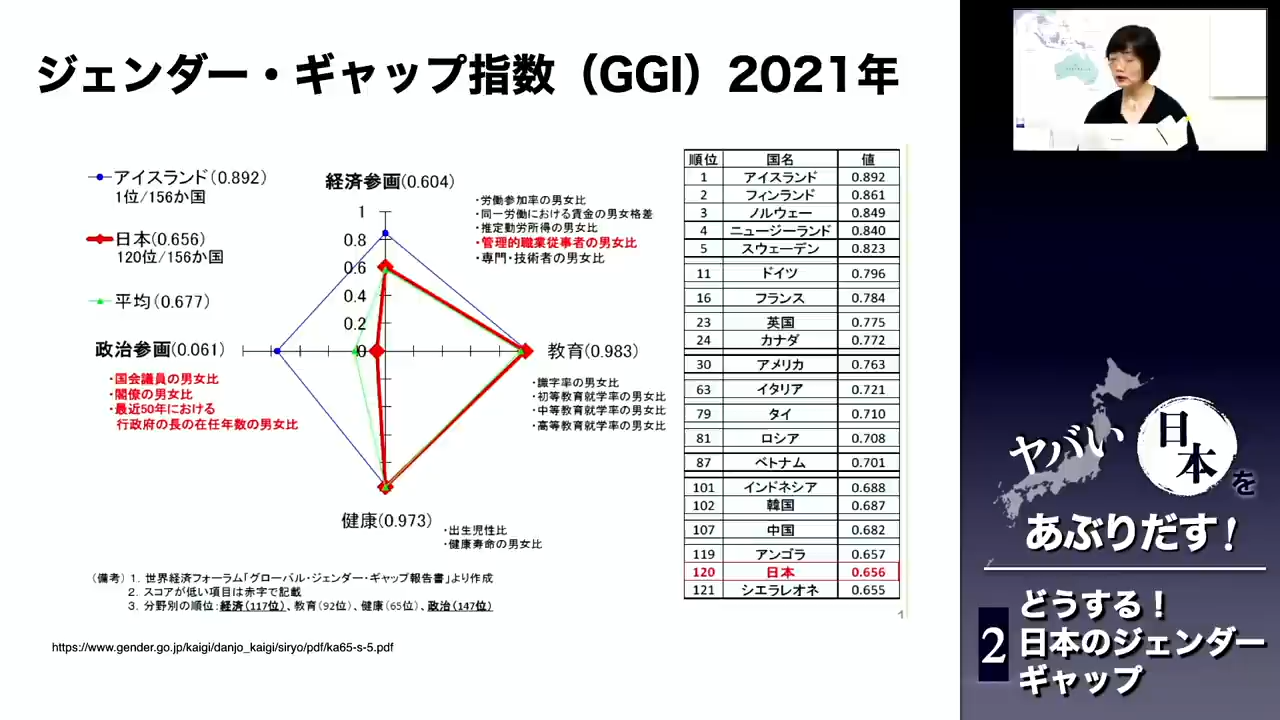 ジェンダー・ギャップ指数（GGI）2021年
アイスランド(0.892)
1位/156か国
日本(0.656)
120位/156か国
平均(0.677)
経済参画(0.604)
・労働参加率の男女比
・同一労働における賃金の男女格差
・推定勤労所得の男女比
・管理的職業従事者の男女比
・専門・技術者の男女比
1
0.8
0.6
0.4
0.2
0
政治参画(0.061)
・国会議員の男女比
・閣僚の男女比
・最近50年における
行政府の長の在任年数の男女比
教育(0.983)
・識字率の男女比
・初等教育就学率の男女比
・中等教育就学率の男女比
・高等教育就学率の男女比
健康(0.973)
・出生児性比
・健康寿命の男女比
（備考）１．世界経済フォーラム「グローバル・ジェンダー・ギャップ報告書」より作成
２．スコアが低い項目は赤字で記載
３．分野別の順位：経済（117位）、教育（92位）、健康（65位）、政治（147位）
https://www.gender.go.jp/kaigi/danjo_kaigi/siryo/pdf/ka65-s-5.pdf
順位 国名 値
1 アイスランド 0.892
2 フィンランド 0.861
3 ノルウェー 0.849
4 ニュージーランド 0.840
5 スウェーデン 0.823
11 ドイツ 0.796
16 フランス 0.784
23 英国 0.775
24 カナダ 0.772
30 アメリカ 0.763
63 イタリア 0.721
79 タイ 0.710
81 ロシア 0.708
87 ベトナム 0.701
101 インドネシア 0.688
102 韓国 0.687
107 中国 0.682
119 アンゴラ 0.657
120 日本 0.656
121 シエラレオネ 0.655
1
ヤバい日本を
あぶりだす！
2
どうする！
日本のジェンダー
ギャップ